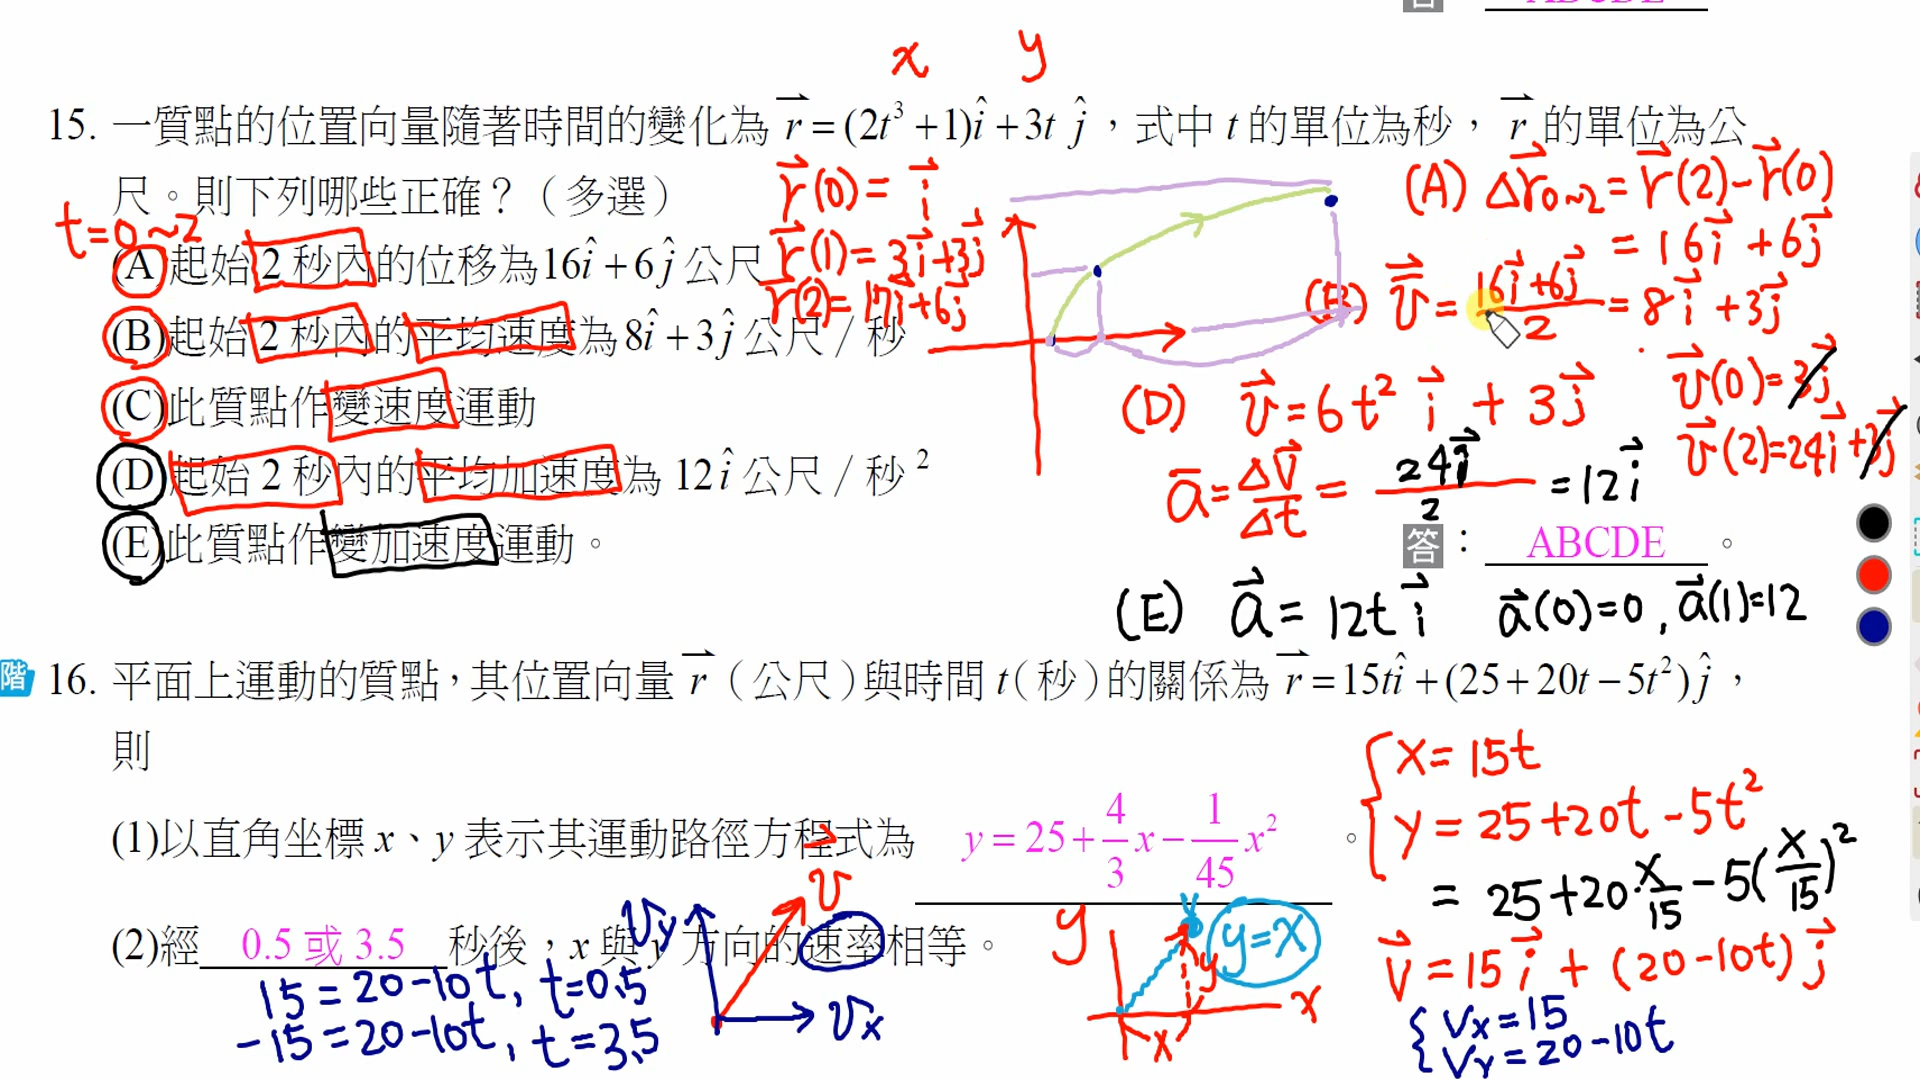 答 ABCDE
x y
15. 一質點的位置向量隨著時間的變化為 r = (2t³ +1)î + 3t ĵ ，式中 t 的單位為秒， r 的單位為公
尺。則下列哪些正確？（多選）
t=0~2
(A)起始 2 秒內的位移為16î + 6ĵ 公尺
(B)起始 2 秒內的平均速度為8î + 3ĵ 公尺／秒
(C)此質點作變速度運動
(D)起始 2 秒內的平均加速度為 12î 公尺／秒²
(E)此質點作變加速度運動。
r(0)= i
r(1)= 3i+3j
r(2)= 17i+6j
(A) Δr0~2 = r(2)-r(0)
= 16i +6j
(B) v = 16i+6j / 2 = 8i +3j
(D) v = 6t² i + 3j
v(0)=3j
v(2)=24i+3j
a = Δv/Δt = 24i/2 = 12i
答： ABCDE 。
(E) a = 12t i a(0)=0 , a(1)=12
階 16. 平面上運動的質點，其位置向量 r （公尺）與時間 t（秒）的關係為 r = 15tî + (25 + 20t − 5t²) ĵ ，
則
(1)以直角坐標 x、y 表示其運動路徑方程式為 y = 25 + 4/3 x − 1/45 x² 。
(2)經 0.5 或 3.5 秒後，x 與 y 方向的速率相等。
15 = 20-10t, t=0.5
-15 = 20-10t, t=3.5
Vy v Vx
y y=x y x x
x = 15t
y = 25+20t -5t²
= 25+20·x/15 -5(x/15)²
v = 15 i + (20-10t) j
Vx = 15
Vy = 20-10t